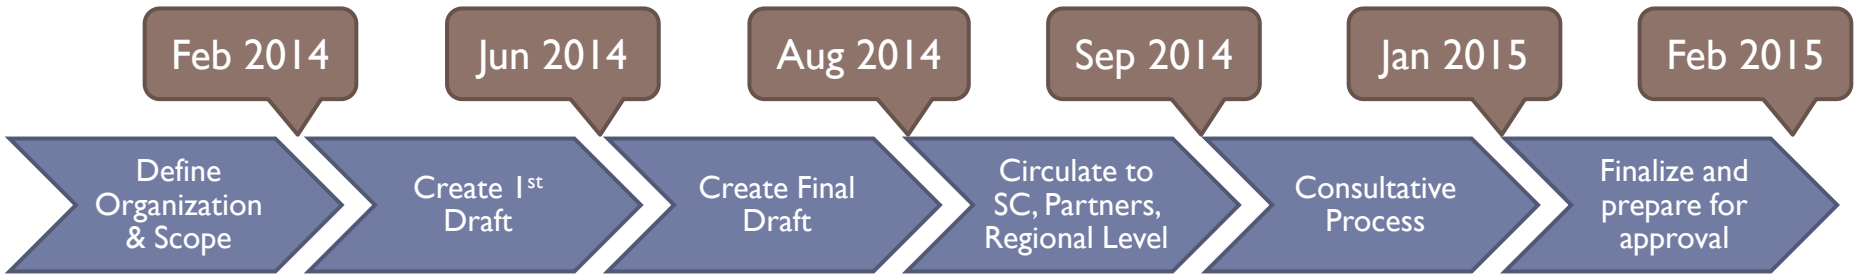 Feb 2014
Jun 2014
Aug 2014
Sep 2014
Jan 2015
Feb 2015
Define
Organization
& Scope
Create 1st
Draft
Create Final
Draft
Circulate to
SC, Partners,
Regional Level
Consultative
Process
Finalize and
prepare for
approval